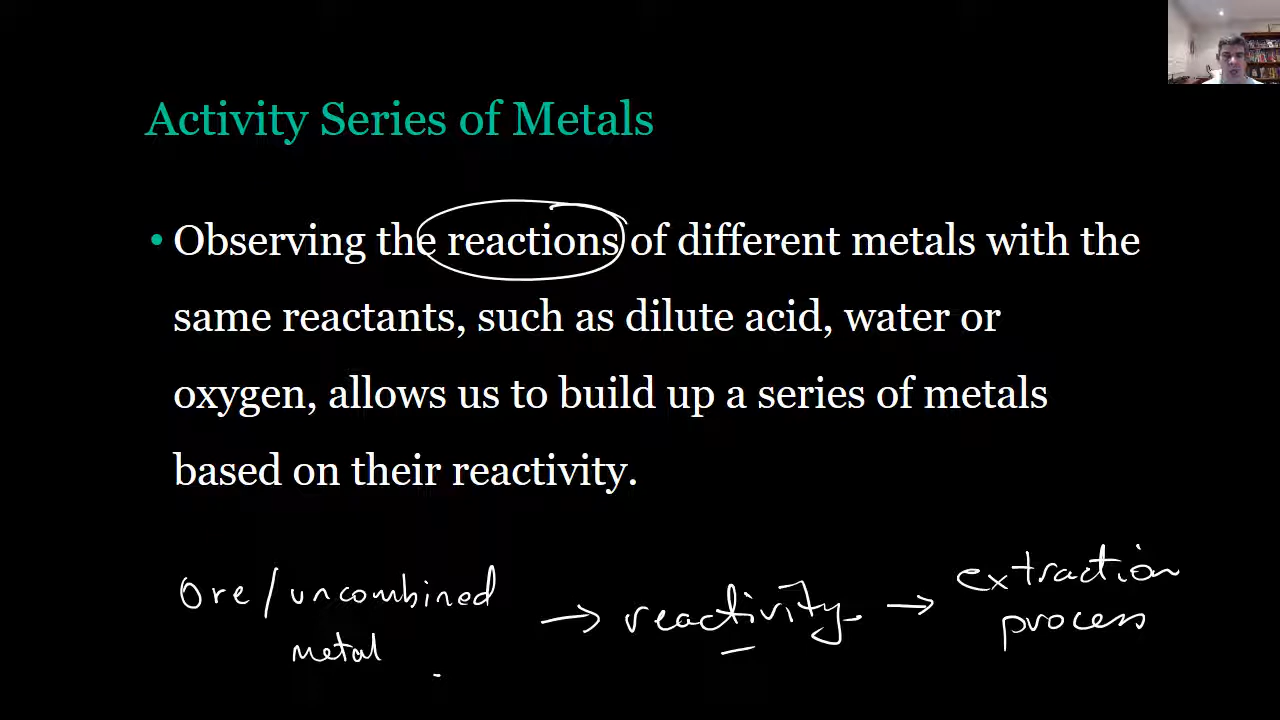 Activity Series of Metals
• Observing the reactions of different metals with the
same reactants, such as dilute acid, water or
oxygen, allows us to build up a series of metals
based on their reactivity.
Ore/uncombined metal → reactivity → extraction process